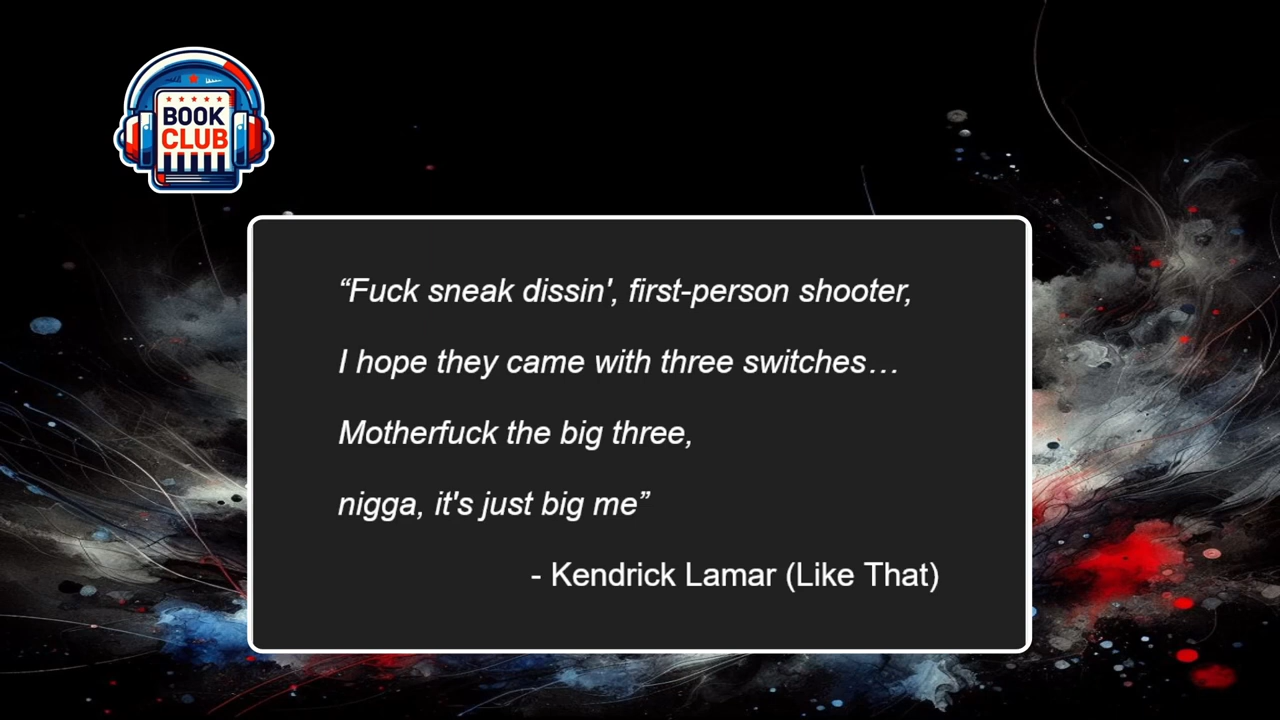 BOOK
CLUB
“Fuck sneak dissin', first-person shooter,
I hope they came with three switches…
Motherfuck the big three,
nigga, it's just big me”
- Kendrick Lamar (Like That)